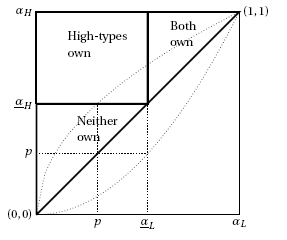 α_H
(1, 1)
High-types
own
Both
own
α̲_H
Neither
own
p
(0, 0)
p
α̲_L
α_L